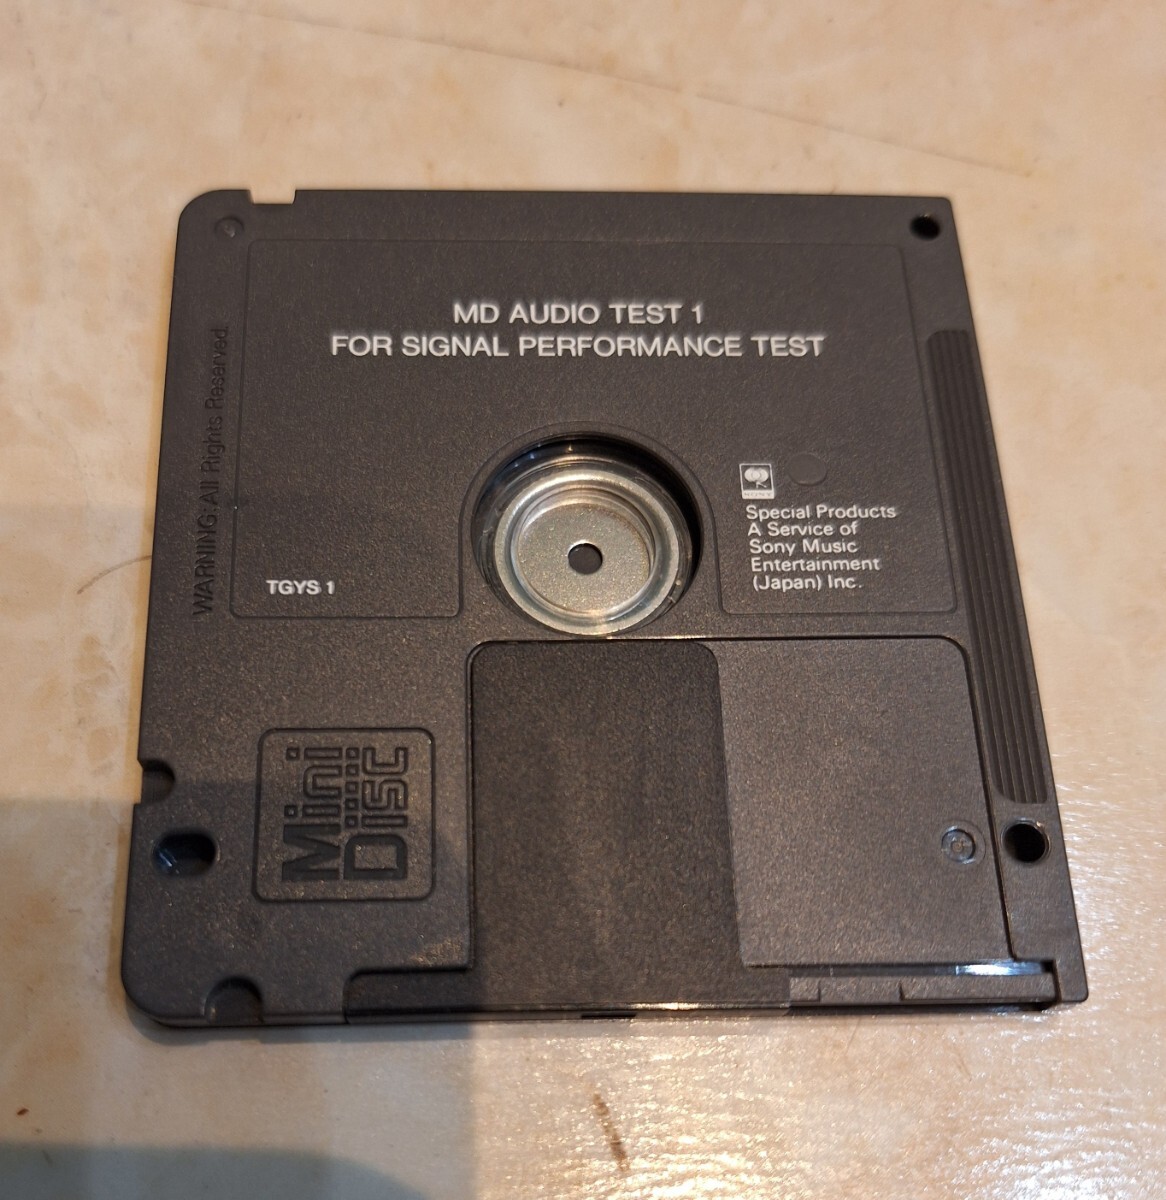 MD AUDIO TEST 1
FOR SIGNAL PERFORMANCE TEST
WARNING: All Rights Reserved.
SONY
Special Products
A Service of
Sony Music
Entertainment
(Japan) Inc.
TGYS 1
Mini
Disc